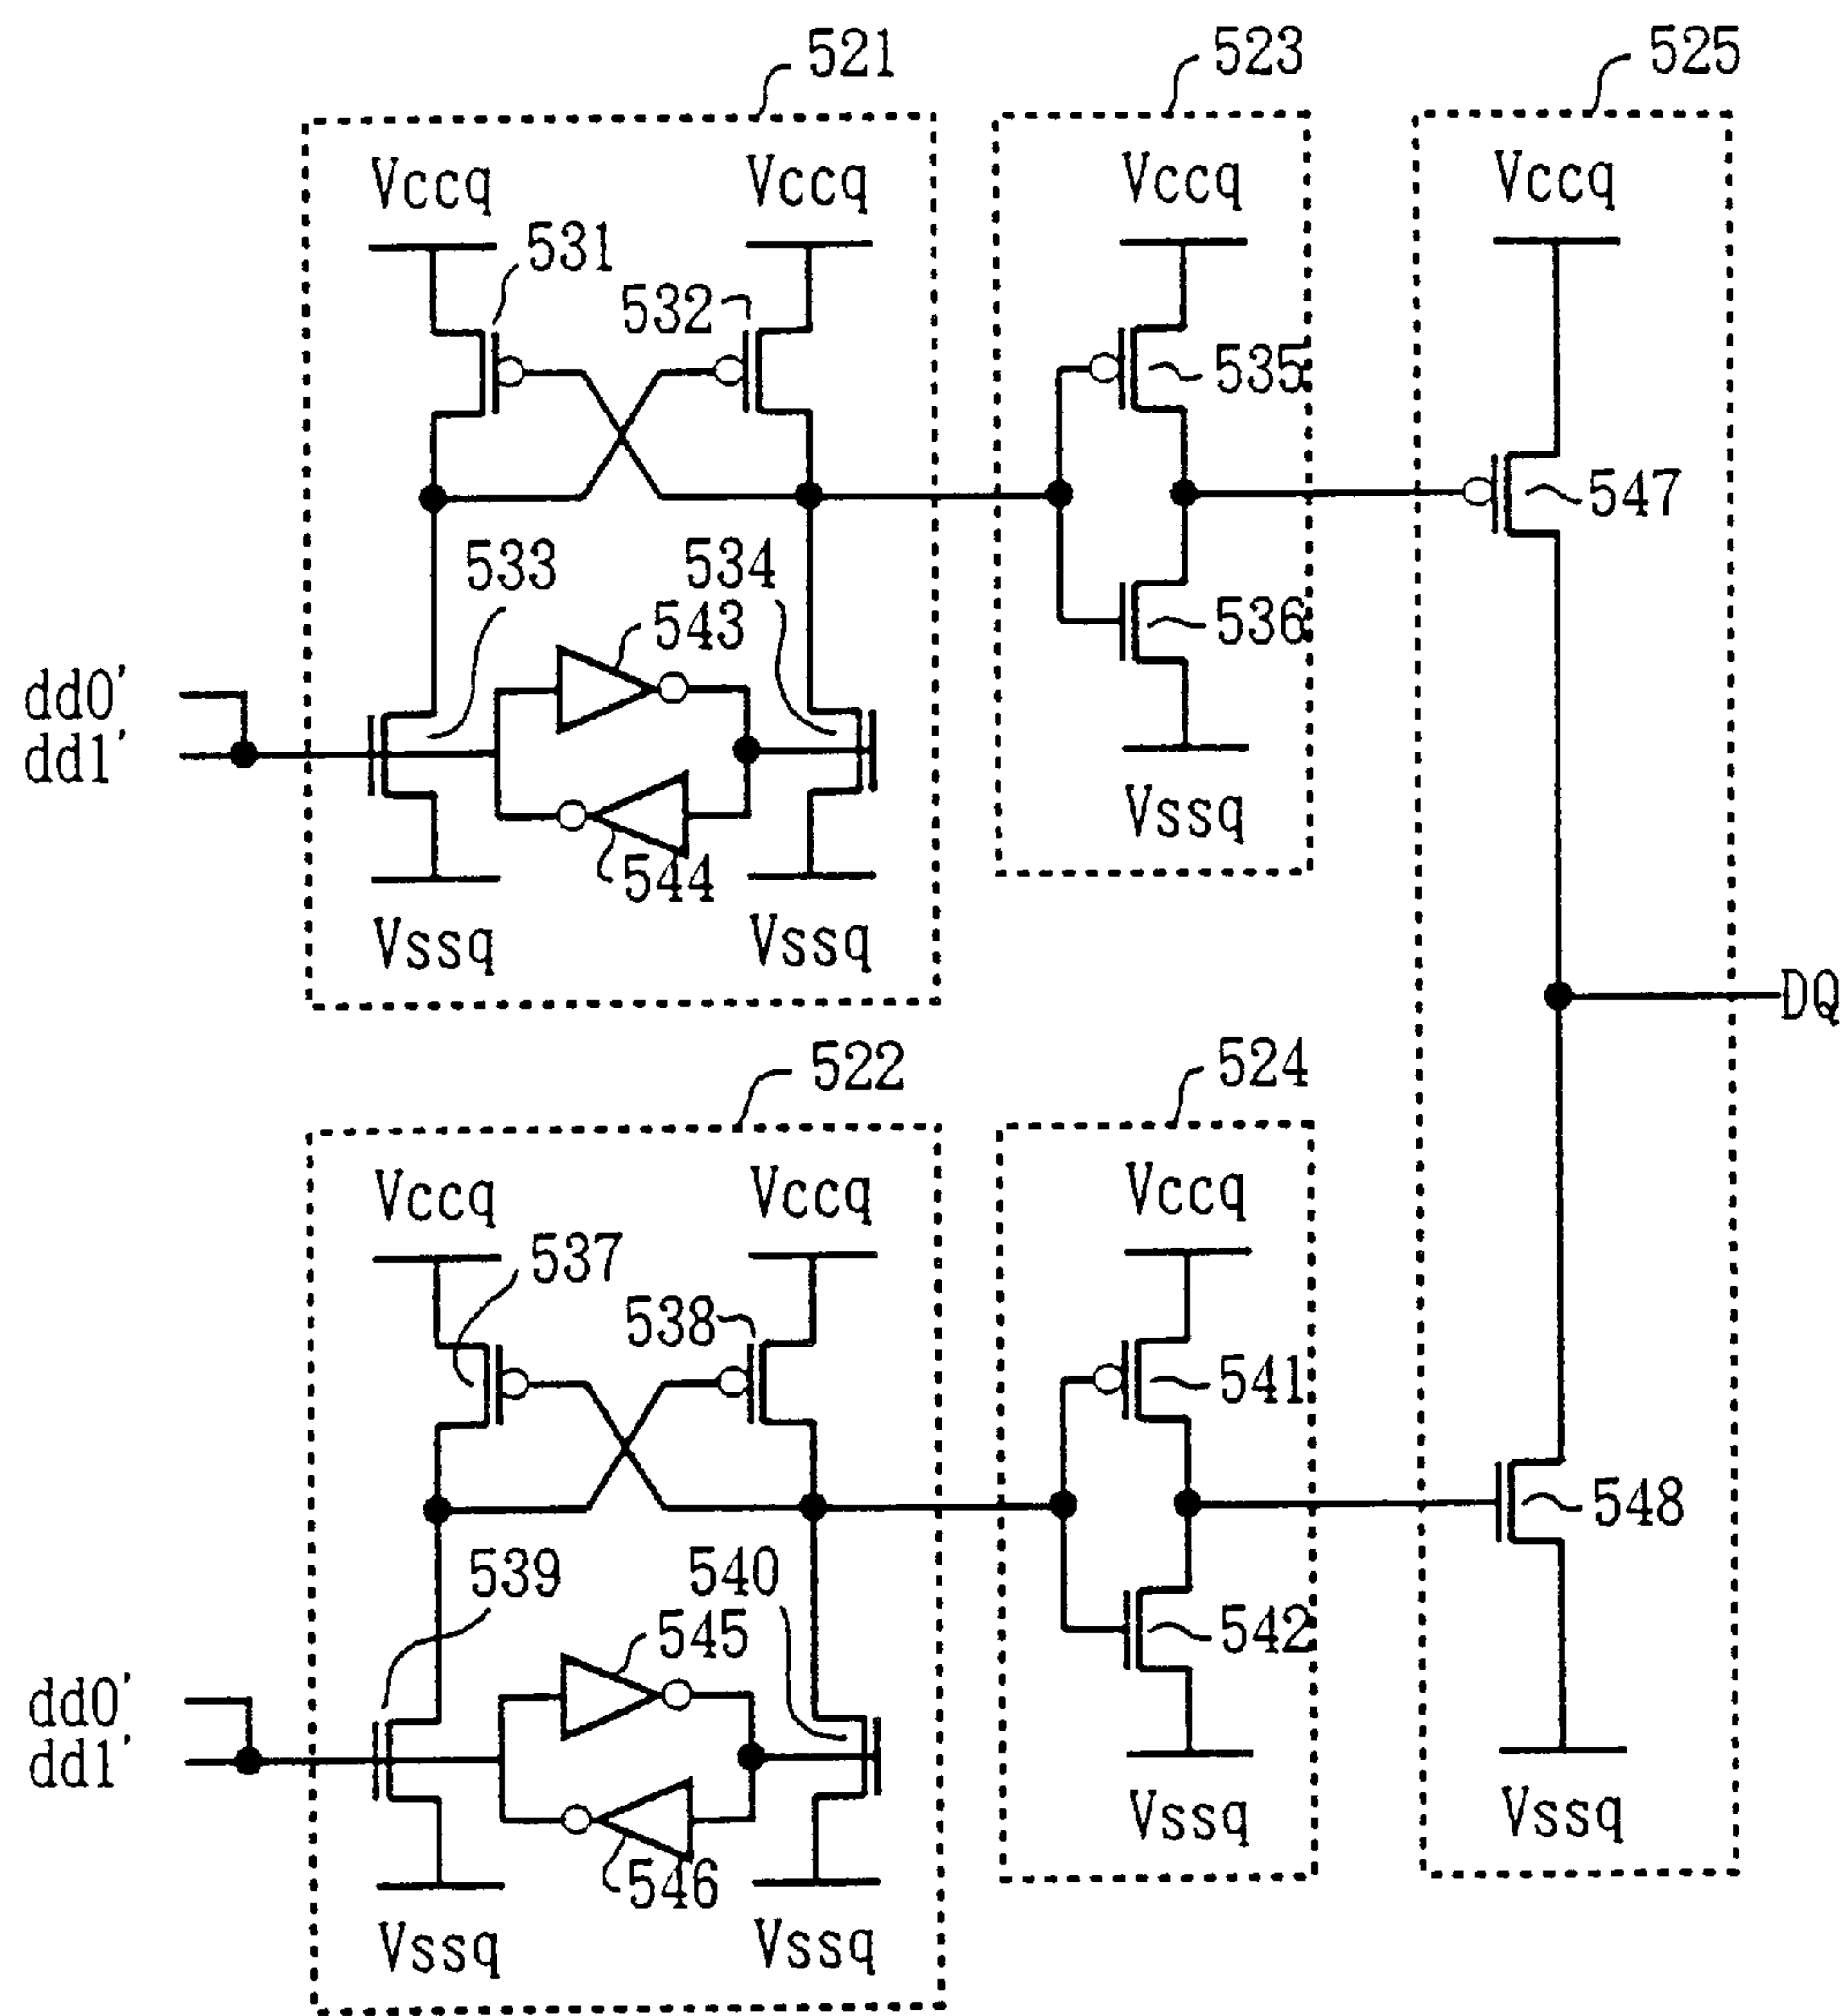 521
523
525
Vccq
Vccq
Vccq
Vccq
531
532
535
547
533
534
543
536
dd0'
dd1'
544
Vssq
Vssq
Vssq
DQ
522
524
Vccq
Vccq
Vccq
537
538
541
548
539
540
545
542
dd0'
dd1'
546
Vssq
Vssq
Vssq
Vssq